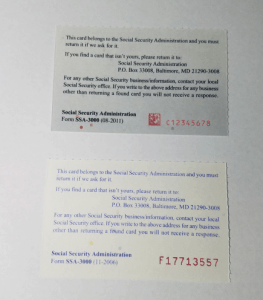 This card belongs to the Social Security Administration and you must
return it if we ask for it.
If you find a card that isn't yours, please return it to:
Social Security Administration
P.O. Box 33008, Baltimore, MD 21290-3008
For any other Social Security business/information, contact your local
Social Security office. If you write to the above address for any business
other than returning a found card you will not receive a response.
Social Security Administration
Form SSA-3000 (08-2011)
C12345678
This card belongs to the Social Security Administration and you must
return it if we ask for it.
If you find a card that isn't yours, please return it to:
Social Security Administration
P.O. Box 33008, Baltimore, MD 21290-3008
For any other Social Security business/information, contact your local
Social Security office. If you write to the above address for any business
other than returning a found card you will not receive a response.
Social Security Administration
Form SSA-3000 (11-2006)
F17713557